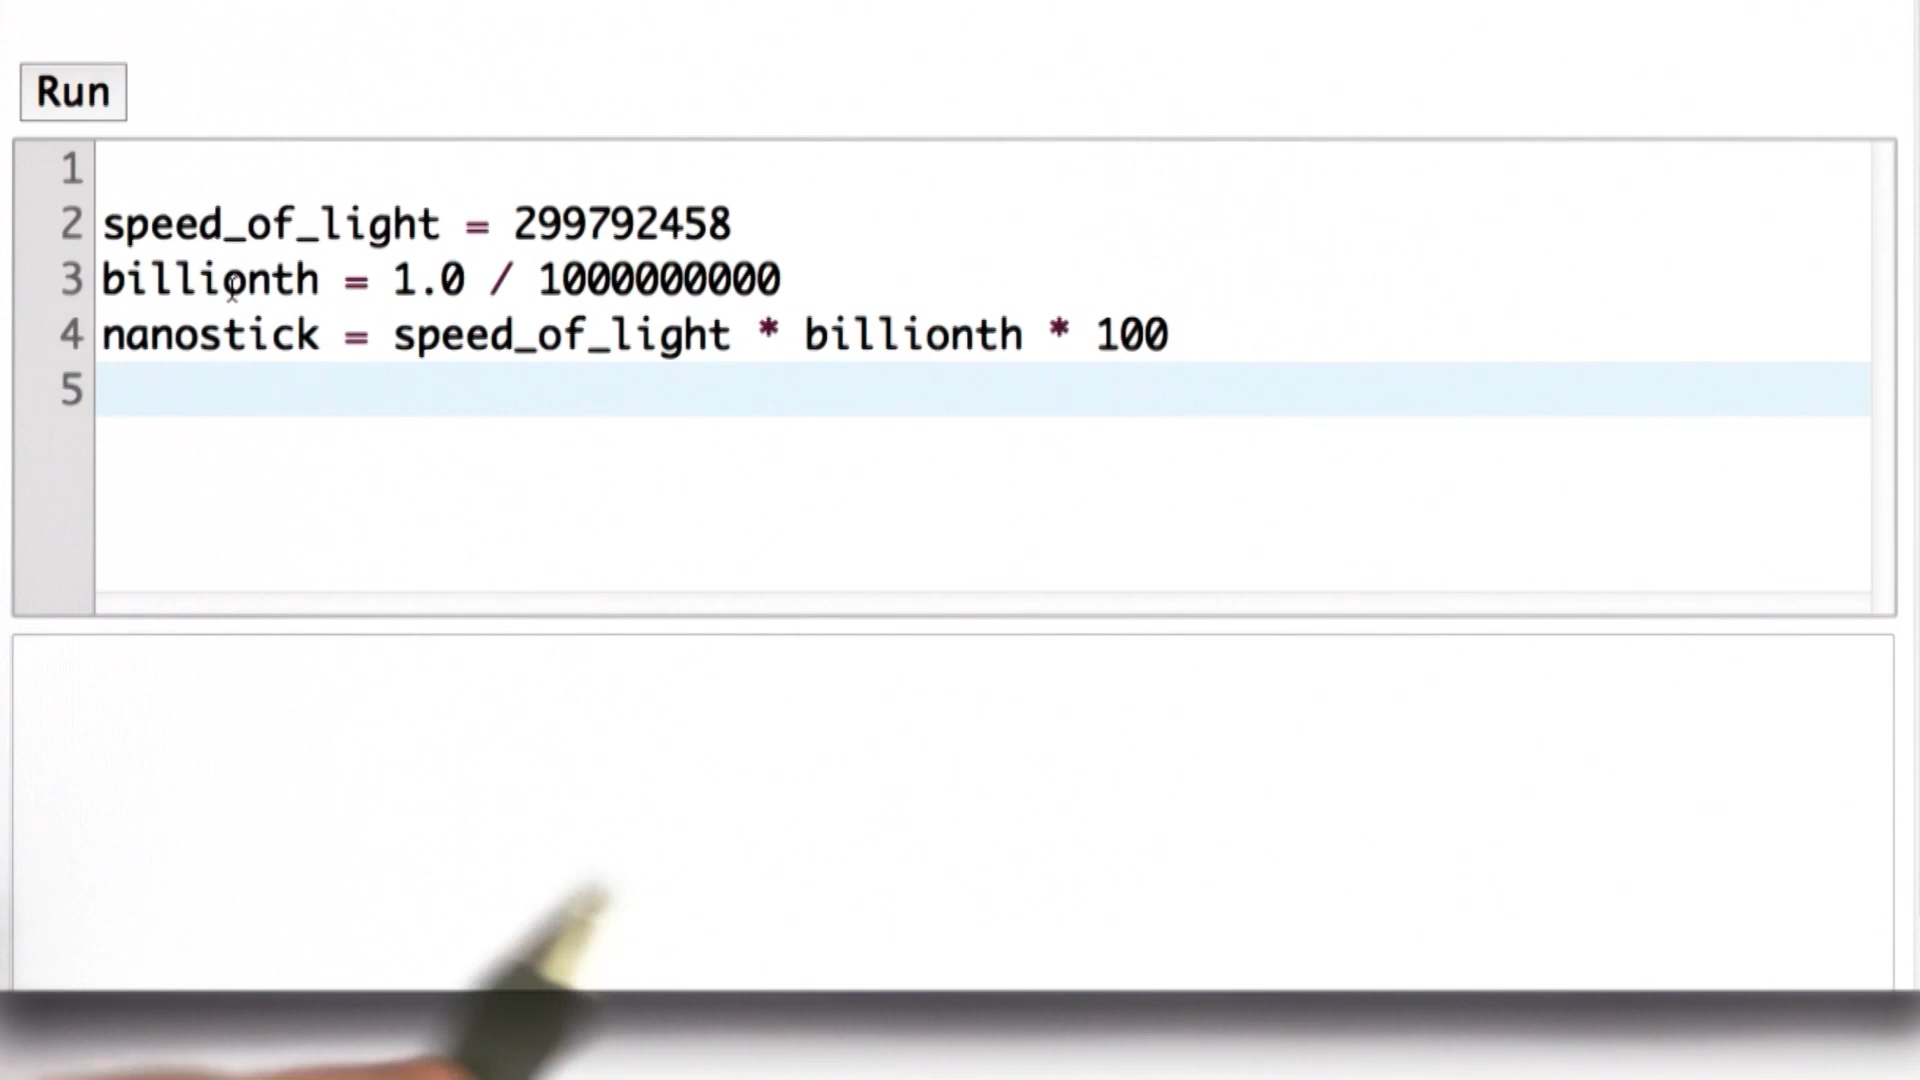 Run
1
2 speed_of_light = 299792458
3 billionth = 1.0 / 1000000000
4 nanostick = speed_of_light * billionth * 100
5